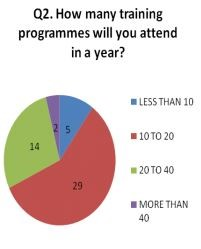 Q2. How many training
programmes will you attend
in a year?
2
5
14
29
LESS THAN 10
10 TO 20
20 TO 40
MORE THAN
40